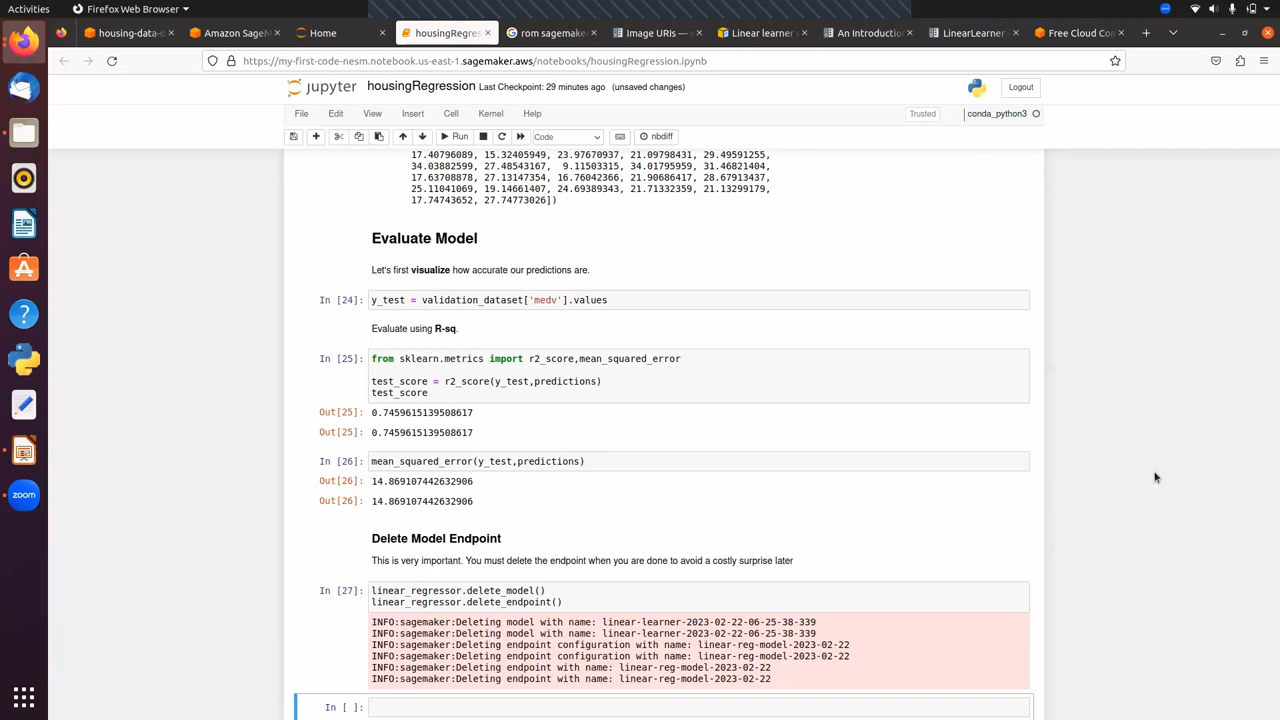 Activities
Firefox Web Browser
housing-data-d
Amazon SageM
Home
housingRegres
rom sagemaker
Image URIs —
Linear learner
An Introduction
LinearLearner
Free Cloud Con
https://my-first-code-nesm.notebook.us-east-1.sagemaker.aws/notebooks/housingRegression.ipynb
jupyter housingRegression Last Checkpoint: 29 minutes ago (unsaved changes)
Logout
File Edit View Insert Cell Kernel Help
Trusted
conda_python3
Run
Code
nbdiff
17.40796089, 15.32405949, 23.97670937, 21.09798431, 29.49591255,
34.03882599, 27.48543167, 9.11503315, 34.01795959, 31.46821404,
17.63708878, 27.13147354, 16.76042366, 21.90686417, 28.67913437,
25.11041069, 19.14661407, 24.69389343, 21.71332359, 21.13299179,
17.74743652, 27.74773026])
Evaluate Model
Let's first visualize how accurate our predictions are.
In [24]: y_test = validation_dataset['medv'].values
Evaluate using R-sq.
In [25]: from sklearn.metrics import r2_score,mean_squared_error
test_score = r2_score(y_test,predictions)
test_score
Out[25]: 0.7459615139508617
Out[25]: 0.7459615139508617
In [26]: mean_squared_error(y_test,predictions)
Out[26]: 14.869107442632906
Out[26]: 14.869107442632906
Delete Model Endpoint
This is very important. You must delete the endpoint when you are done to avoid a costly surprise later
In [27]: linear_regressor.delete_model()
linear_regressor.delete_endpoint()
INFO:sagemaker:Deleting model with name: linear-learner-2023-02-22-06-25-38-339
INFO:sagemaker:Deleting model with name: linear-learner-2023-02-22-06-25-38-339
INFO:sagemaker:Deleting endpoint configuration with name: linear-reg-model-2023-02-22
INFO:sagemaker:Deleting endpoint configuration with name: linear-reg-model-2023-02-22
INFO:sagemaker:Deleting endpoint with name: linear-reg-model-2023-02-22
INFO:sagemaker:Deleting endpoint with name: linear-reg-model-2023-02-22
In [ ]:
zoom